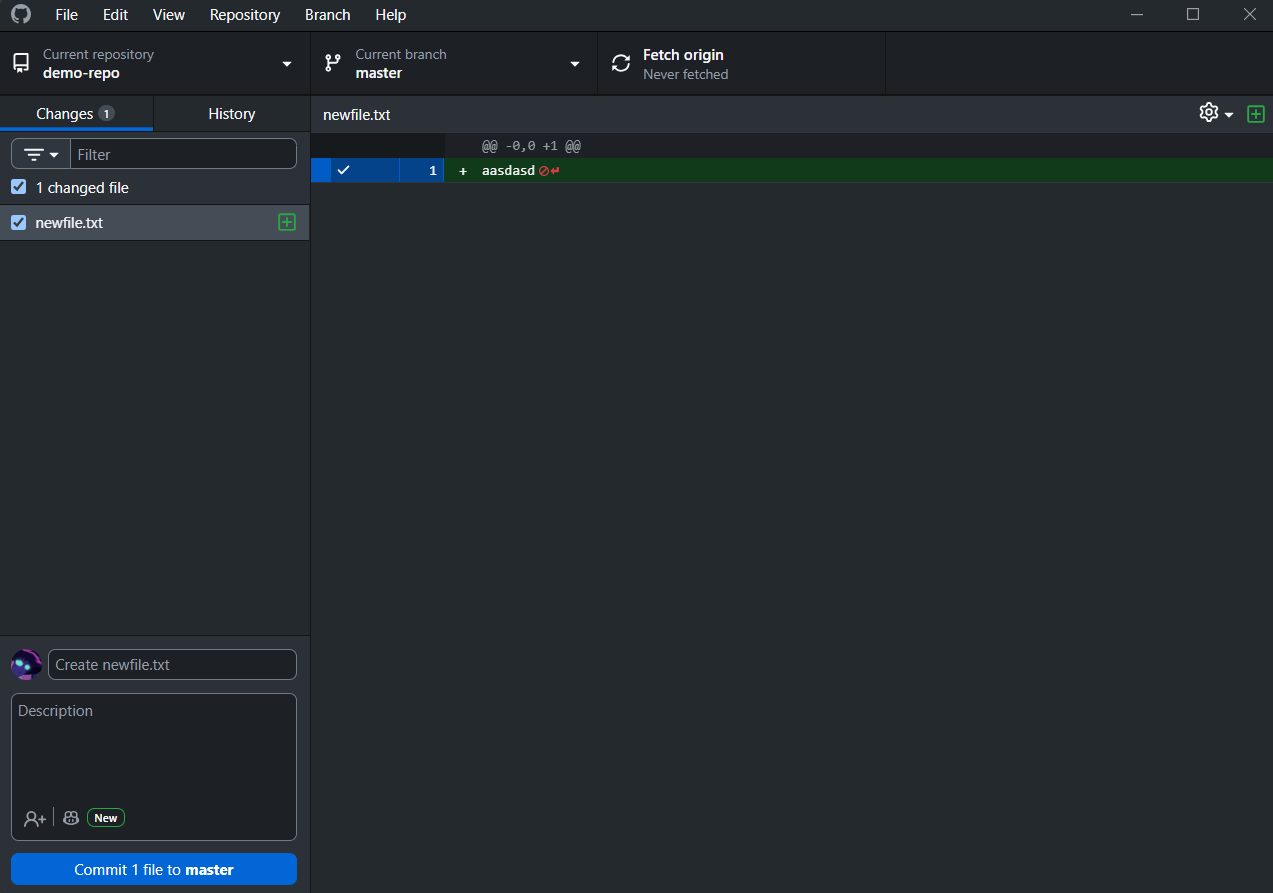 File Edit View Repository Branch Help
Current repository
demo-repo
Current branch
master
Fetch origin
Never fetched
Changes 1
History
newfile.txt
Filter
1 changed file
newfile.txt
@@ -0,0 +1 @@
1 + aasdasd
Create newfile.txt
Description
New
Commit 1 file to master